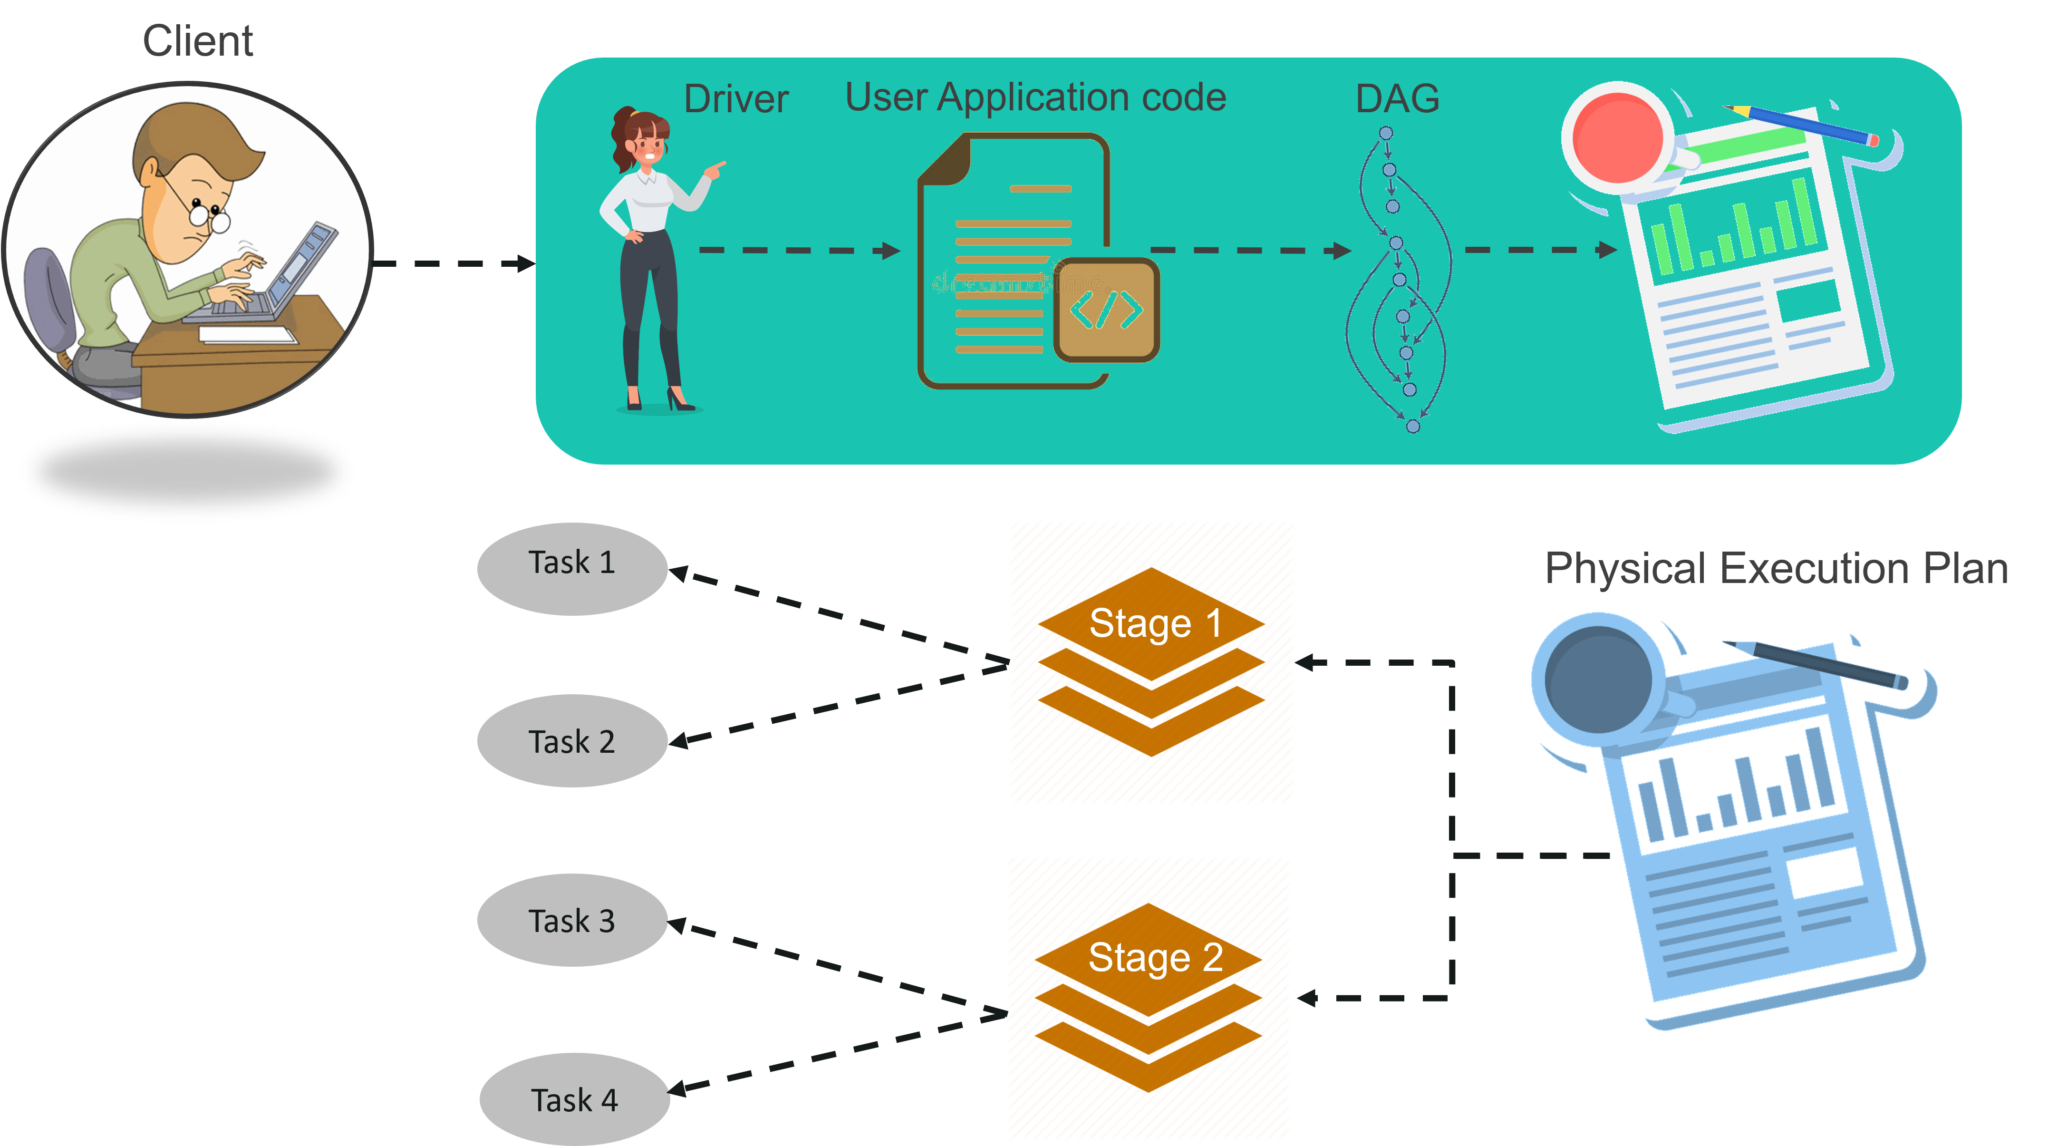 Client
Driver
User Application code
DAG
Task 1
Stage 1
Physical Execution Plan
Task 2
Task 3
Stage 2
Task 4